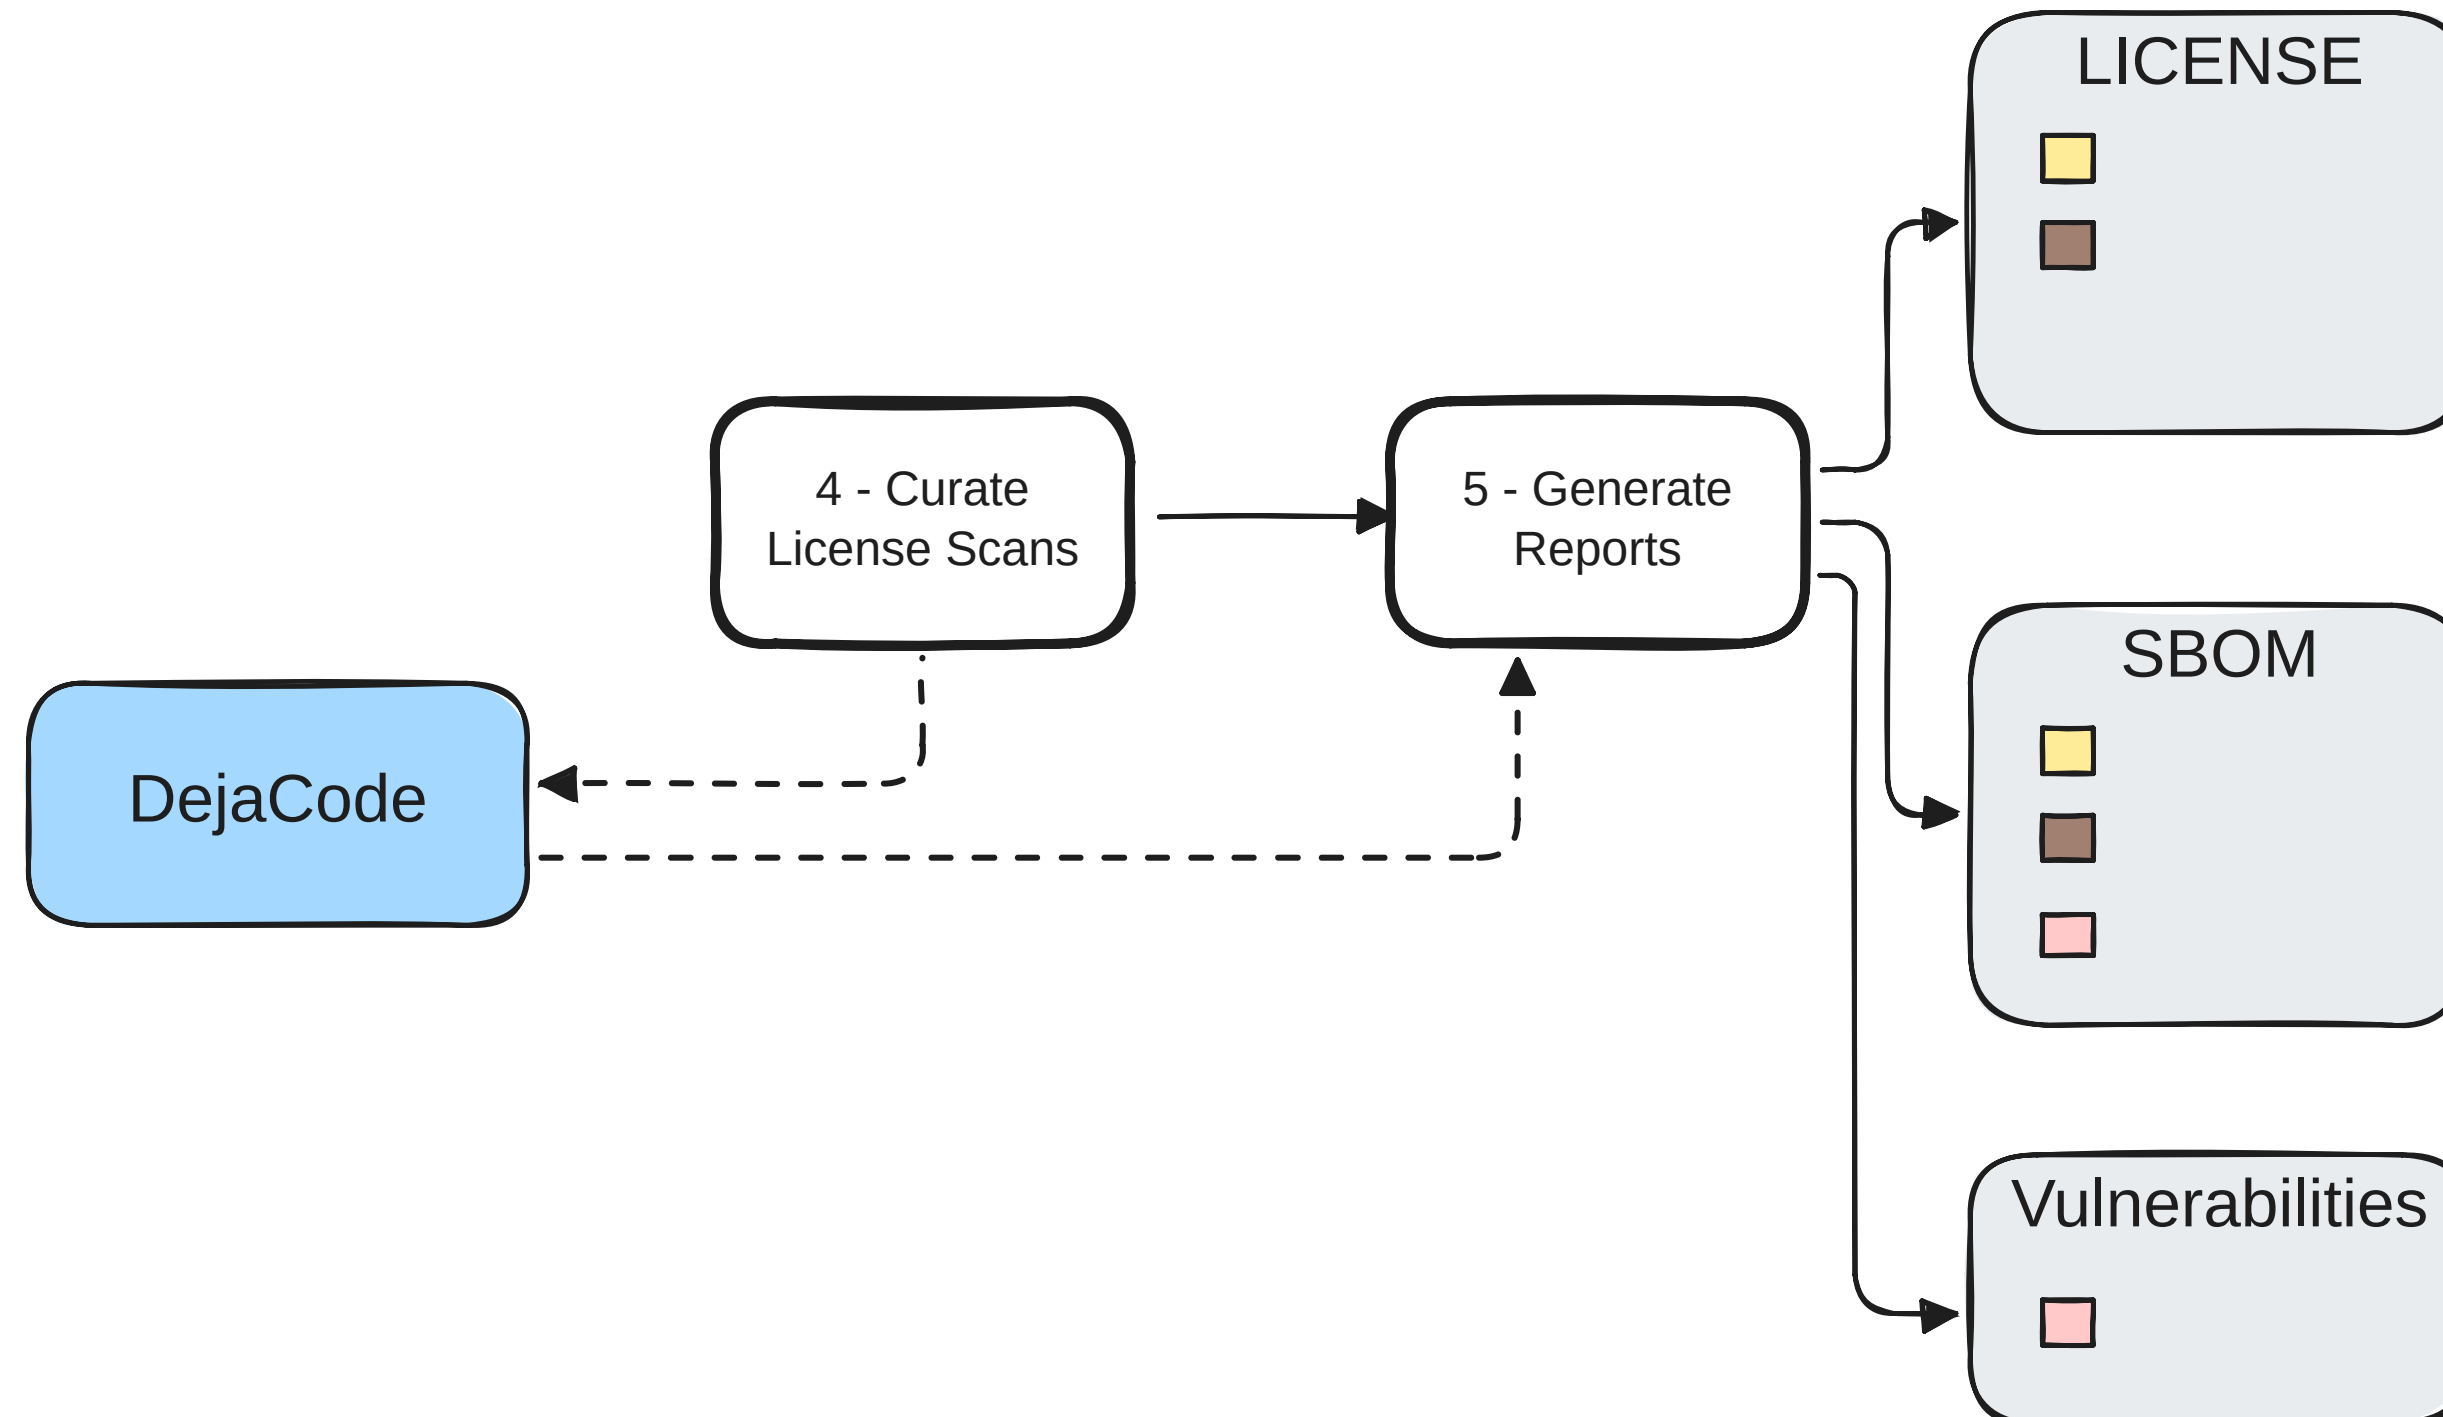 LICENSE
4 - Curate
License Scans
5 - Generate
Reports
SBOM
DejaCode
Vulnerabilities